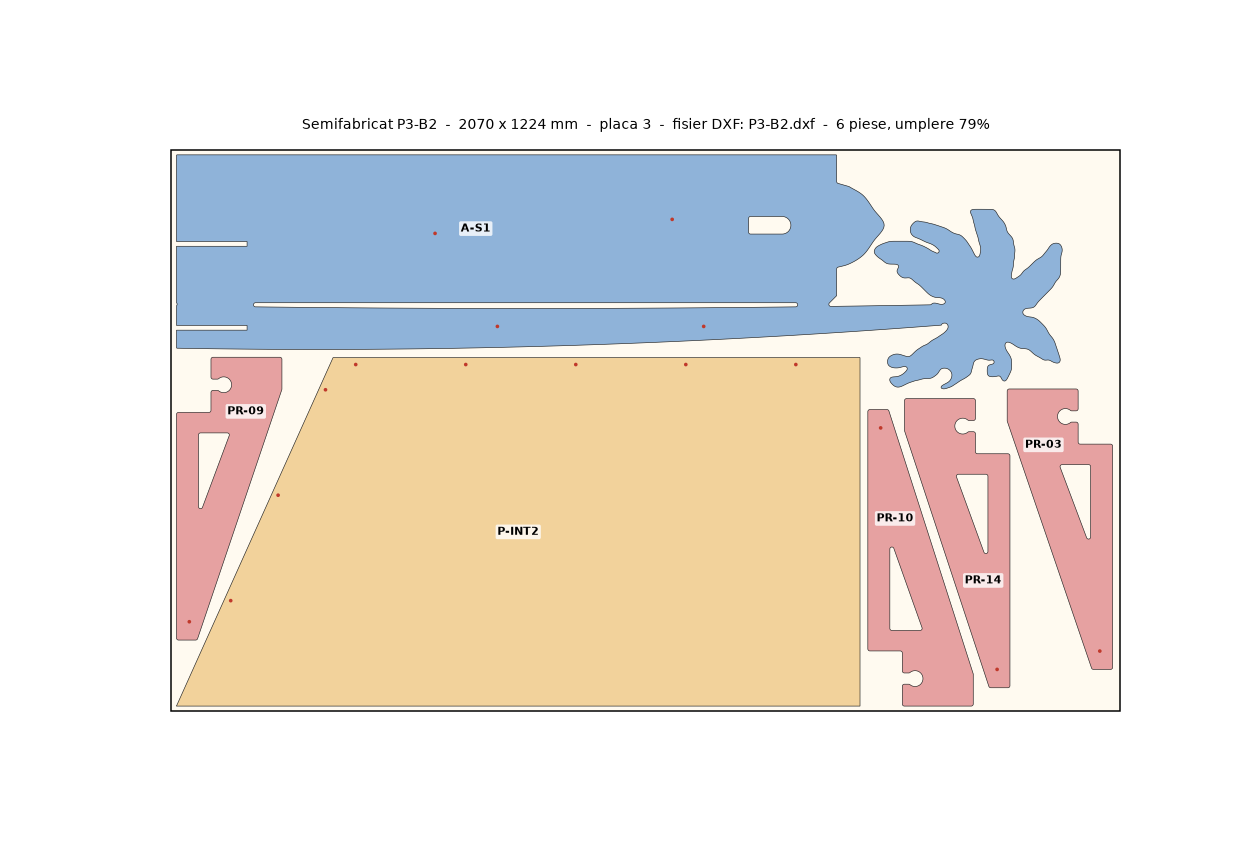 Semifabricat P3-B2 - 2070 x 1224 mm - placa 3 - fisier DXF: P3-B2.dxf - 6 piese, umplere 79%
A-S1
PR-09
PR-03
PR-10
P-INT2
PR-14